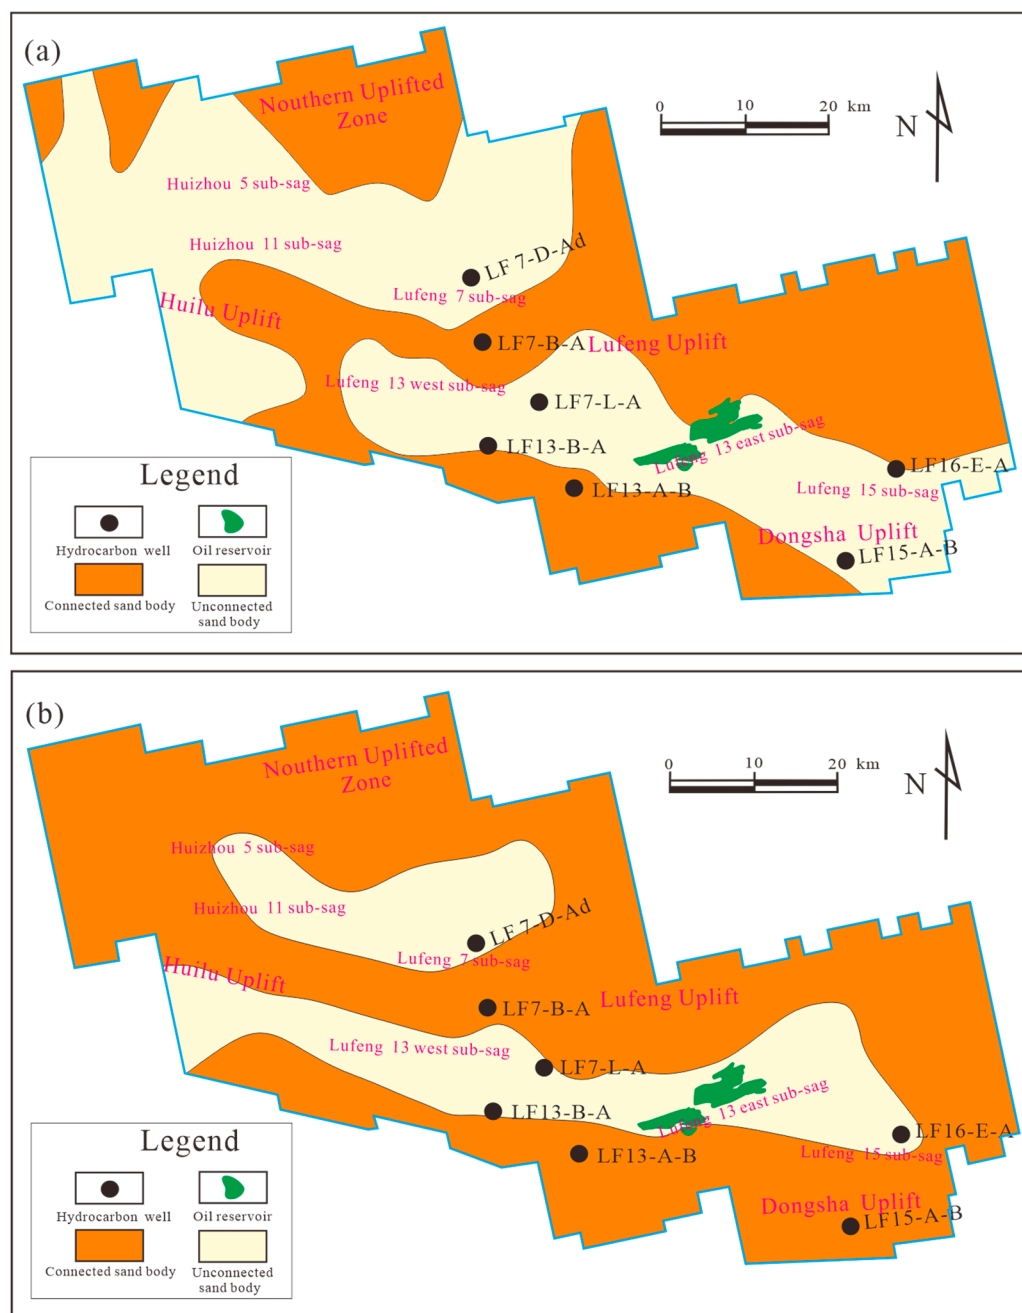 (a)
Nouthern Uplifted
Zone
0 10 20 km
N
Huizhou 5 sub-sag
Huizhou 11 sub-sag
LF 7-D-Ad
Lufeng 7 sub-sag
Huilu Uplift
LF7-B-A
Lufeng Uplift
Lufeng 13 west sub-sag
LF7-L-A
Lufeng 13 east sub-sag
LF13-B-A
LF16-E-A
LF13-A-B
Lufeng 15 sub-sag
Dongsha Uplift
LF15-A-B
Legend
Hydrocarbon well
Oil reservoir
Connected sand body
Unconnected
sand body
(b)
Nouthern Uplifted
Zone
0 10 20 km
N
Huizhou 5 sub-sag
Huizhou 11 sub-sag
LF 7-D-Ad
Lufeng 7 sub-sag
Huilu Uplift
LF7-B-A
Lufeng Uplift
Lufeng 13 west sub-sag
LF7-L-A
Lufeng 13 east sub-sag
LF13-B-A
LF16-E-A
LF13-A-B
Lufeng 15 sub-sag
Dongsha Uplift
LF15-A-B
Legend
Hydrocarbon well
Oil reservoir
Connected sand body
Unconnected
sand body